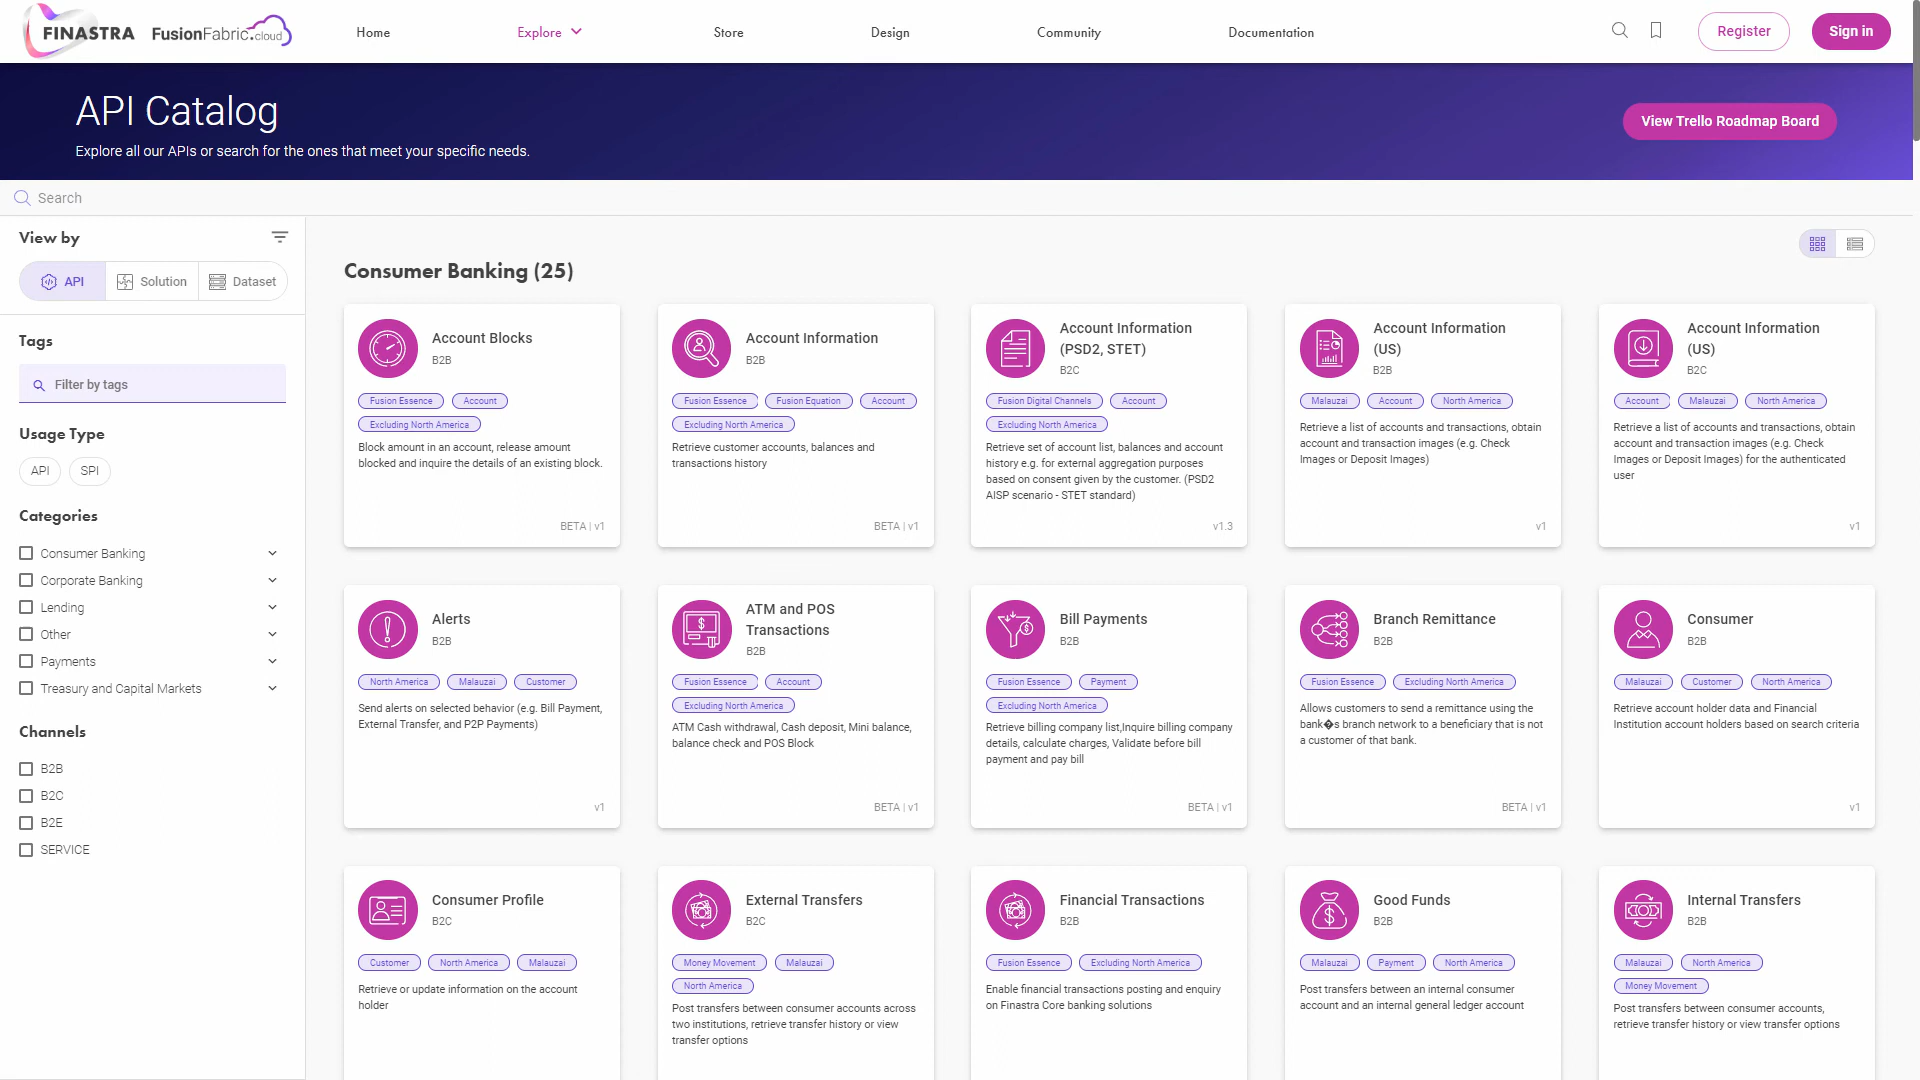 FINASTRA FusionFabric.cloud Home Explore Store Design Community Documentation Register Sign in
API Catalog
Explore all our APIs or search for the ones that meet your specific needs.
View Trello Roadmap Board
Search
View by
API Solution Dataset
Tags
Filter by tags
Usage Type
API SPI
Categories
Consumer Banking
Corporate Banking
Lending
Other
Payments
Treasury and Capital Markets
Channels
B2B
B2C
B2E
SERVICE
Consumer Banking (25)
Account Blocks
B2B
Fusion Essence Account
Excluding North America
Block amount in an account, release amount
blocked and inquire the details of an existing block.
BETA | v1
Account Information
B2B
Fusion Essence Fusion Equation Account
Excluding North America
Retrieve customer accounts, balances and
transactions history
BETA | v1
Account Information
(PSD2, STET)
B2C
Fusion Digital Channels Account
Excluding North America
Retrieve set of account list, balances and account
history e.g. for external aggregation purposes
based on consent given by the customer. (PSD2
AISP scenario - STET standard)
v1.3
Account Information
(US)
B2B
Malauzai Account North America
Retrieve a list of accounts and transactions, obtain
account and transaction images (e.g. Check
Images or Deposit Images)
v1
Account Information
(US)
B2C
Account Malauzai North America
Retrieve a list of accounts and transactions, obtain
account and transaction images (e.g. Check
Images or Deposit Images) for the authenticated
user
v1
Alerts
B2B
North America Malauzai Customer
Send alerts on selected behavior (e.g. Bill Payment,
External Transfer, and P2P Payments)
v1
ATM and POS
Transactions
B2B
Fusion Essence Account
Excluding North America
ATM Cash withdrawal, Cash deposit, Mini balance,
balance check and POS Block
BETA | v1
Bill Payments
B2B
Fusion Essence Payment
Excluding North America
Retrieve billing company list,Inquire billing company
details, calculate charges, Validate before bill
payment and pay bill
BETA | v1
Branch Remittance
B2B
Fusion Essence Excluding North America
Allows customers to send a remittance using the
bank�s branch network to a beneficiary that is not
a customer of that bank.
BETA | v1
Consumer
B2B
Malauzai Customer North America
Retrieve account holder data and Financial
Institution account holders based on search criteria
v1
Consumer Profile
B2C
Customer North America Malauzai
Retrieve or update information on the account
holder
External Transfers
B2C
Money Movement Malauzai
North America
Post transfers between consumer accounts across
two institutions, retrieve transfer history or view
transfer options
Financial Transactions
B2B
Fusion Essence Excluding North America
Enable financial transactions posting and enquiry
on Finastra Core banking solutions
Good Funds
B2B
Malauzai Payment North America
Post transfers between an internal consumer
account and an internal general ledger account
Internal Transfers
B2B
Malauzai North America
Money Movement
Post transfers between consumer accounts,
retrieve transfer history or view transfer options